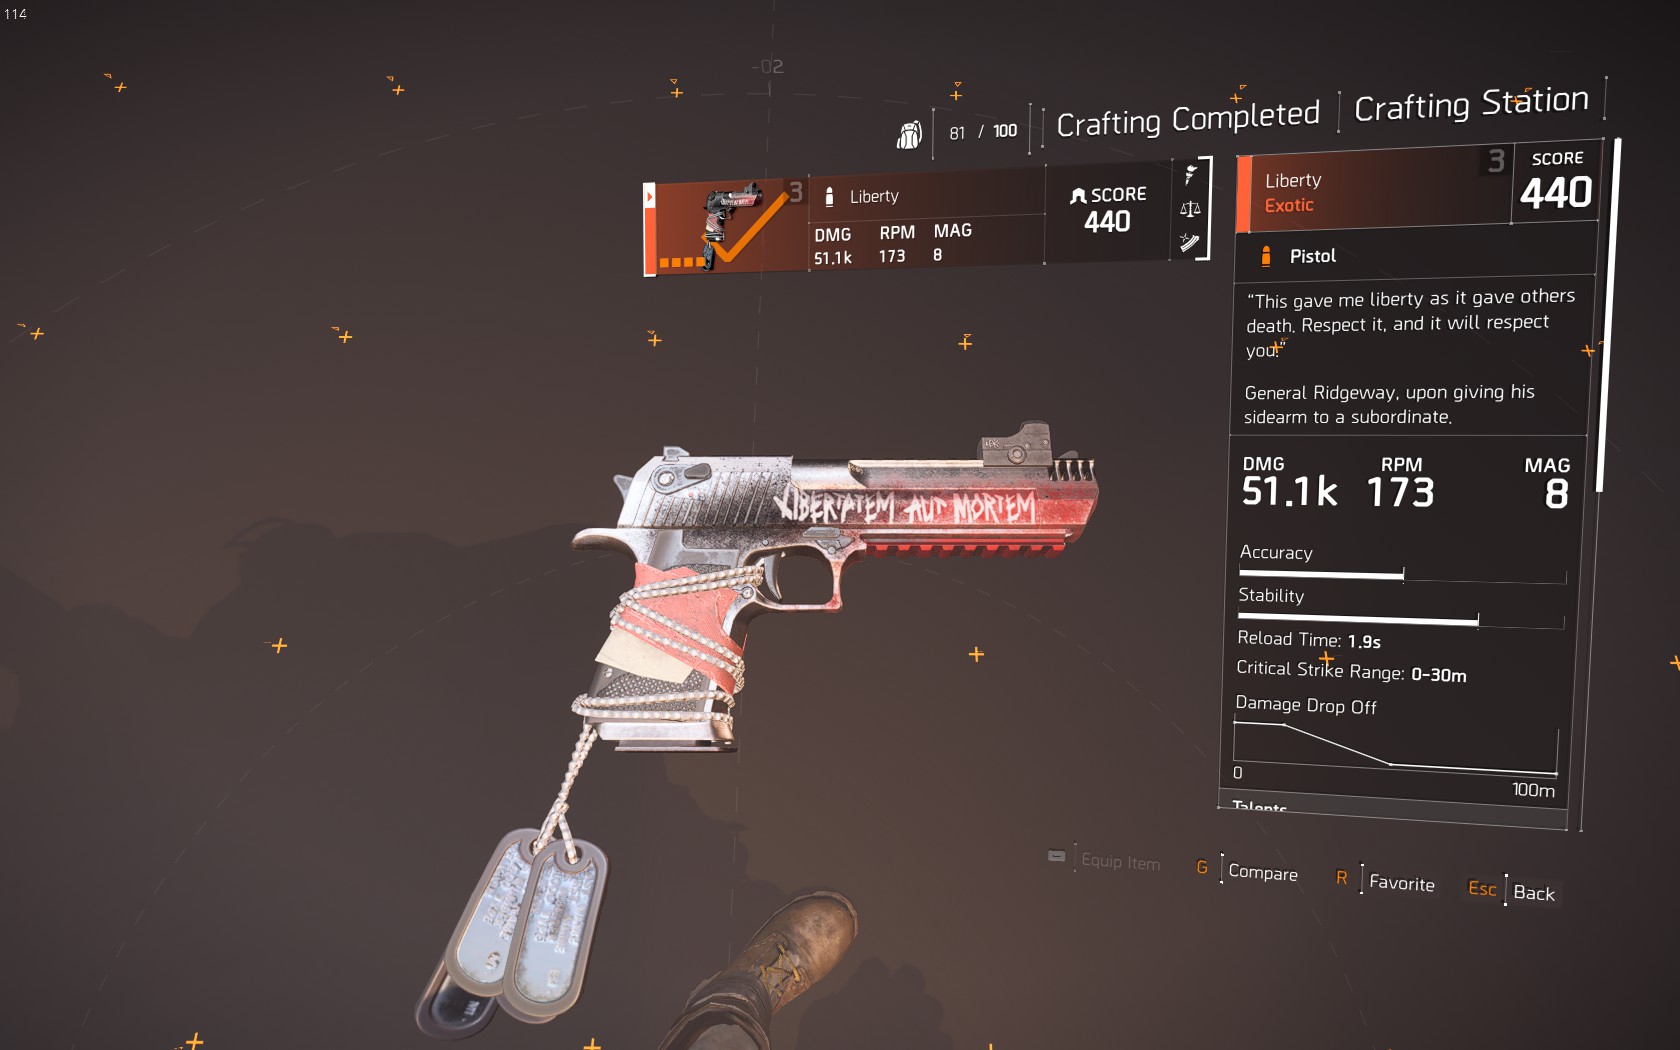 114
-02
81 / 100
Crafting Completed
Crafting Station
3
Liberty
DMG RPM MAG
51.1k 173 8
SCORE
440
Liberty
Exotic
3
SCORE
440
Pistol
“This gave me liberty as it gave others
death. Respect it, and it will respect
you.”
General Ridgeway, upon giving his
sidearm to a subordinate.
DMG RPM MAG
51.1k 173 8
Accuracy
Stability
Reload Time: 1.9s
Critical Strike Range: 0-30m
Damage Drop Off
0
100m
Talents
LIBERTATEM AUT MORTEM
Equip Item
G Compare
R Favorite
Esc Back